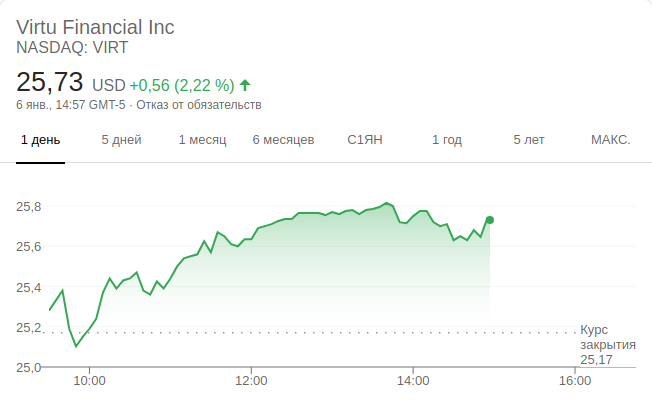 Virtu Financial Inc
NASDAQ: VIRT
25,73 USD +0,56 (2,22 %)
6 янв., 14:57 GMT-5 · Отказ от обязательств
1 день 5 дней 1 месяц 6 месяцев С1ЯН 1 год 5 лет МАКС.
25,8
25,6
25,4
25,2
25,0
Курс
закрытия
25,17
10:00 12:00 14:00 16:00